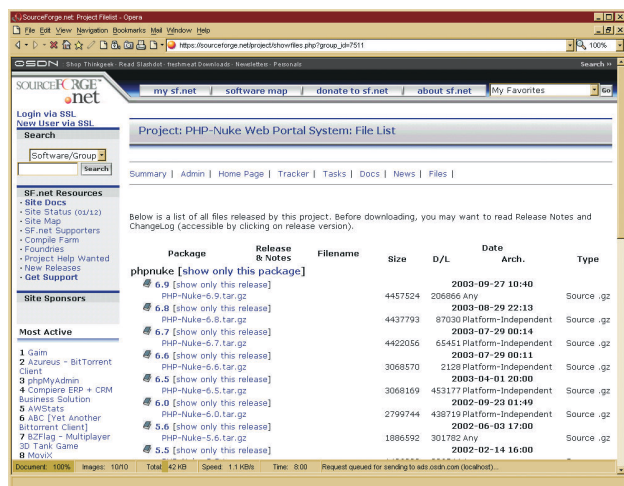 SourceForge.net: Project Filelist - Opera
File Edit View Navigation Bookmarks Mail Window Help
https://sourceforge.net/project/showfiles.php?group_id=7511
100%
OSDN Shop Thinkgeek · Read Slashdot · freshmeat Downloads · Newsletters · Personals
Search »
SOURCEFORGE.net
my sf.net software map donate to sf.net about sf.net My Favorites Go
Login via SSL
New User via SSL
Search
Software/Group
Search
SF.net Resources
· Site Docs
· Site Status (01/12)
· Site Map
· SF.net Supporters
· Compile Farm
· Foundries
· Project Help Wanted
· New Releases
· Get Support
Site Sponsors
Most Active
1 Gaim
2 Azureus - BitTorrent
Client
3 phpMyAdmin
4 Compiere ERP + CRM
Business Solution
5 AWStats
6 ABC [Yet Another
Bittorrent Client]
7 BZFlag - Multiplayer
3D Tank Game
8 MoviX
Project: PHP-Nuke Web Portal System: File List
Summary | Admin | Home Page | Tracker | Tasks | Docs | News | Files |
Below is a list of all files released by this project. Before downloading, you may want to read Release Notes and
ChangeLog (accessible by clicking on release version).
Package Release & Notes Filename Date
Size D/L Arch. Type
phpnuke [show only this package]
6.9 [show only this release] 2003-09-27 10:40
PHP-Nuke-6.9.tar.gz 4457524 206866 Any Source .gz
6.8 [show only this release] 2003-08-29 22:13
PHP-Nuke-6.8.tar.gz 4437793 87030 Platform-Independent Source .gz
6.7 [show only this release] 2003-07-29 00:14
PHP-Nuke-6.7.tar.gz 4422056 65451 Platform-Independent Source .gz
6.6 [show only this release] 2003-07-29 00:11
PHP-Nuke-6.6.tar.gz 3068570 2128 Platform-Independent Source .gz
6.5 [show only this release] 2003-04-01 20:00
PHP-Nuke-6.5.tar.gz 3068169 453177 Platform-Independent Source .gz
6.0 [show only this release] 2002-09-23 01:49
PHP-Nuke-6.0.tar.gz 2799744 438719 Platform-Independent Source .gz
5.6 [show only this release] 2002-06-03 17:00
PHP-Nuke-5.6.tar.gz 1886592 301782 Any Source .gz
5.5 [show only this release] 2002-02-14 16:00
Document: 100% Images: 10/10 Total: 42 KB Speed: 1.1 KB/s Time: 8:00 Request queued for sending to ads.osdn.com (localhost)...